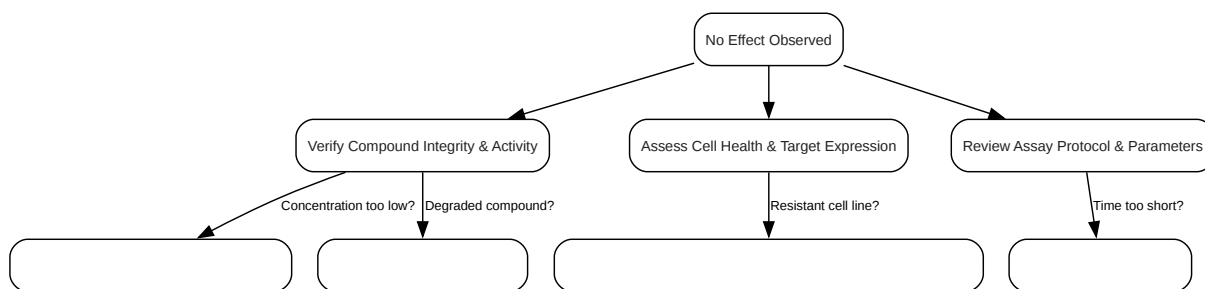 No Effect Observed
Verify Compound Integrity & Activity
Assess Cell Health & Target Expression
Review Assay Protocol & Parameters
Concentration too low?
Degraded compound?
Resistant cell line?
Time too short?